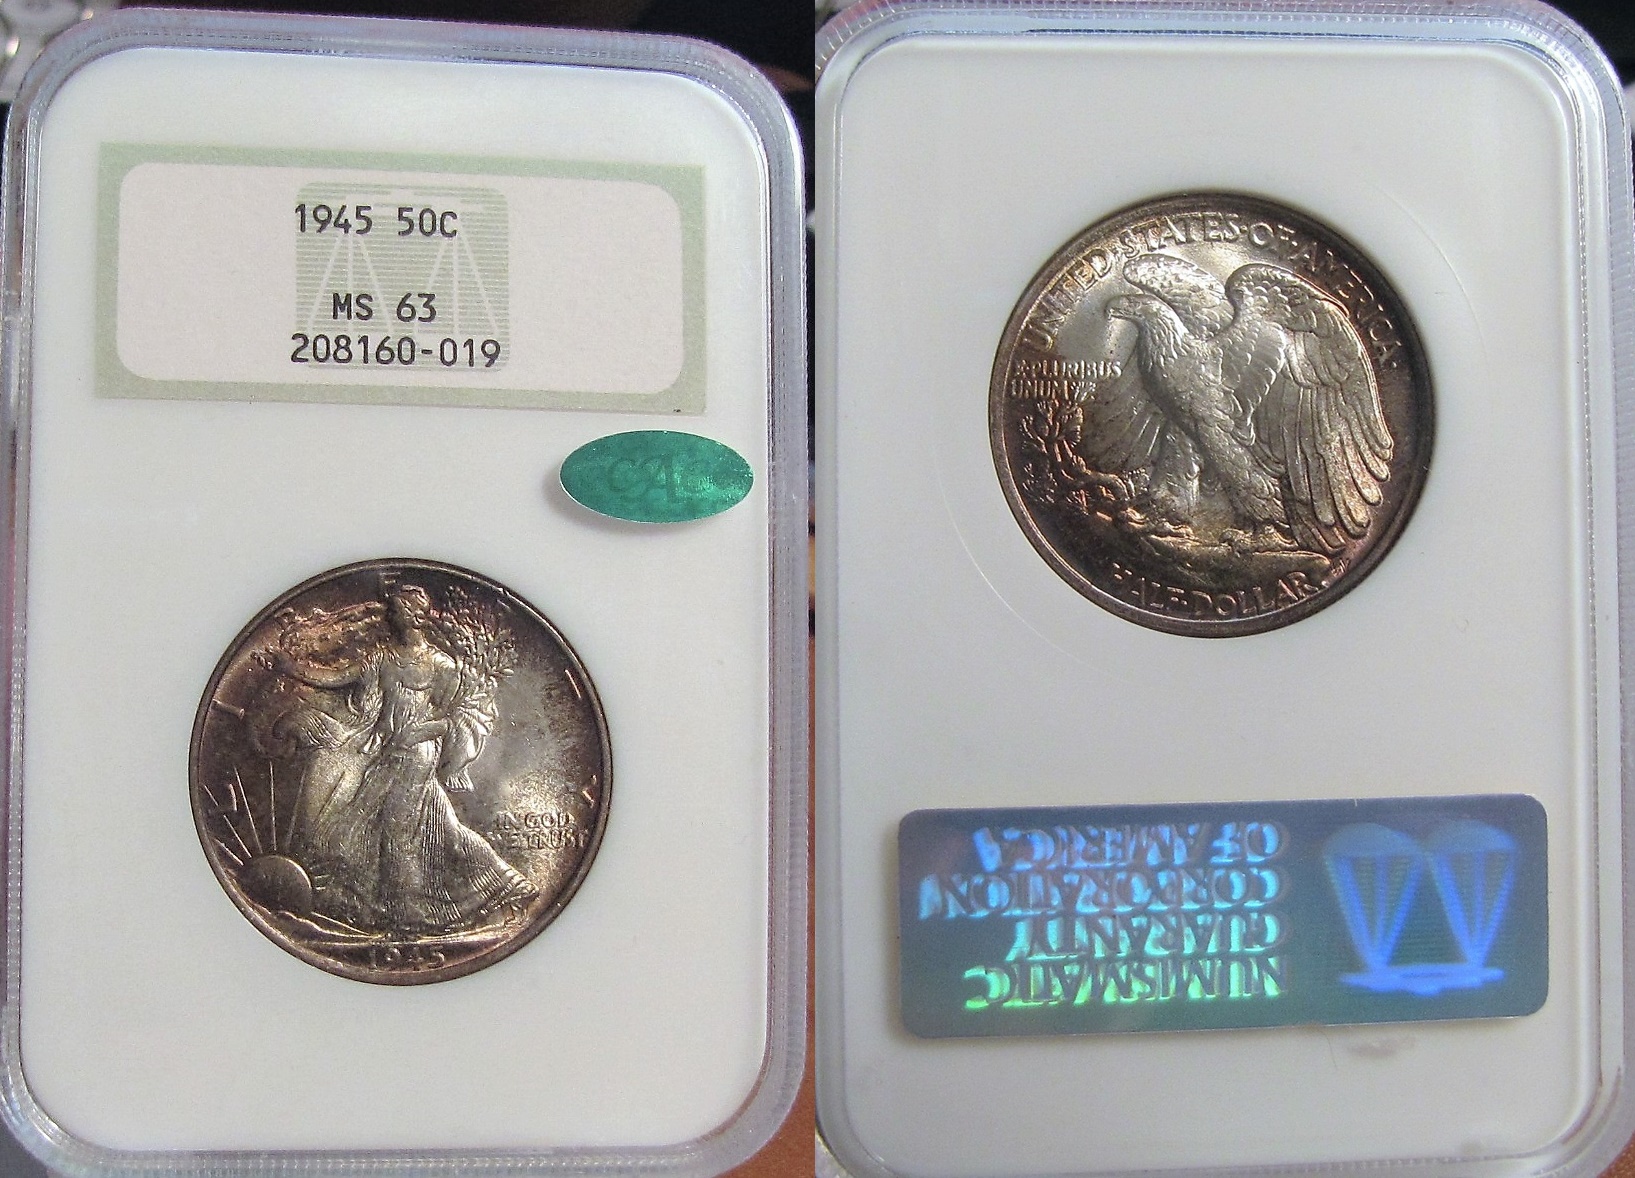 1945 50C
MS 63
208160-019
CAC
IN GOD
WE TRUST
1945
UNITED·STATES·OF·AMERICA·
E·PLURIBUS
UNUM
HALF·DOLLAR
NUMISMATIC
GUARANTY
CORPORATION
OF AMERICA